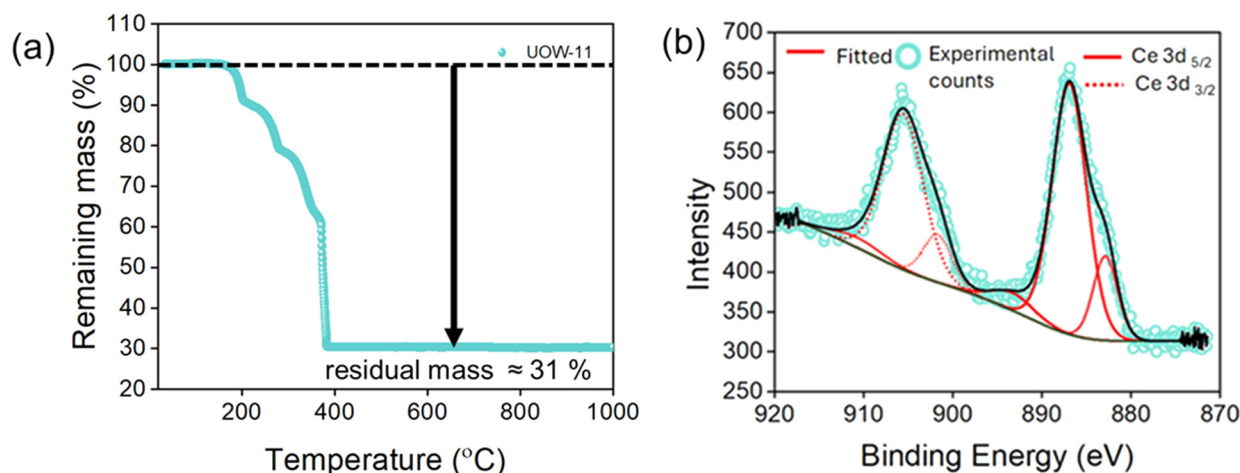 (a)
110
100
90
80
70
60
50
40
30
20
Remaining mass (%)
UOW-11
residual mass ≈ 31 %
200 400 600 800 1000
Temperature (°C)
(b)
700
650
600
550
500
450
400
350
300
250
Intensity
Fitted Experimental counts
Ce 3d 5/2
Ce 3d 3/2
920 910 900 890 880 870
Binding Energy (eV)